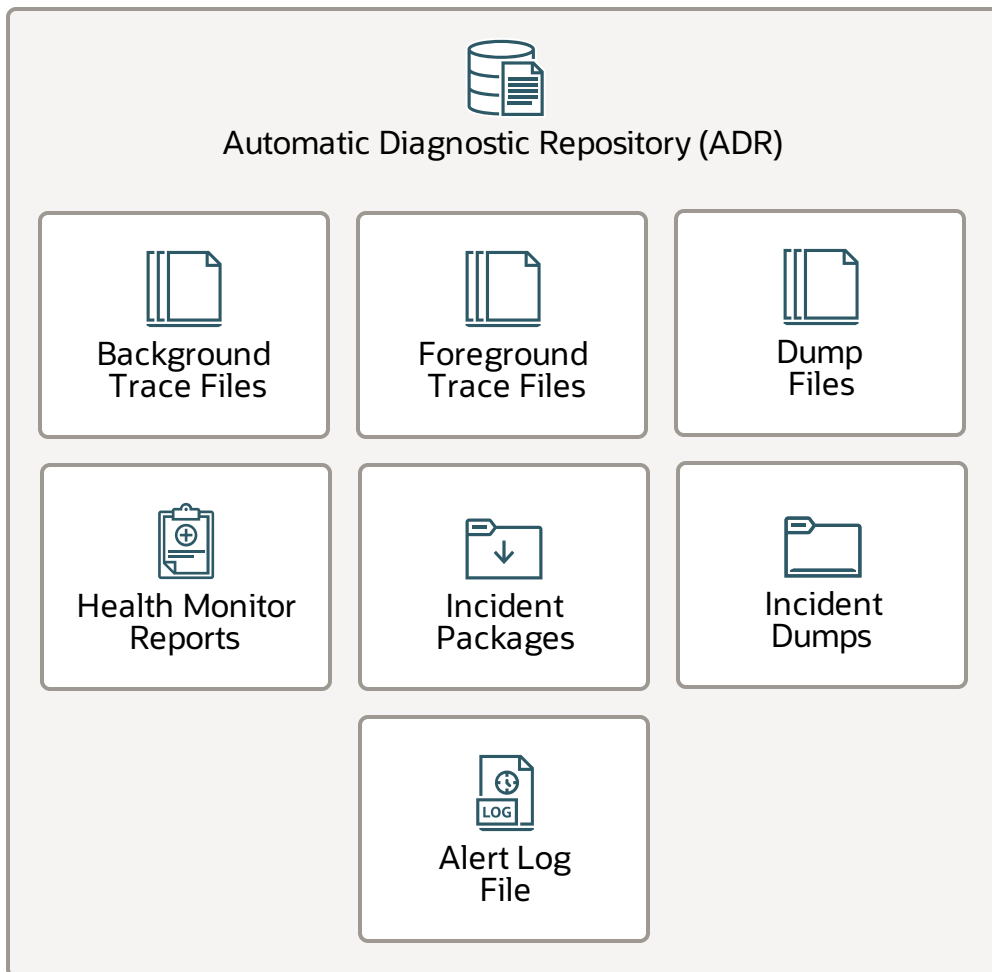 Automatic Diagnostic Repository (ADR)
Background
Trace Files
Foreground
Trace Files
Dump
Files
Health Monitor
Reports
Incident
Packages
Incident
Dumps
LOG
Alert Log
File